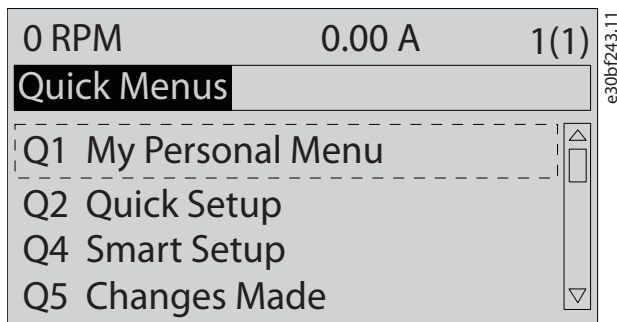 0 RPM 0.00 A 1(1)
Quick Menus
Q1 My Personal Menu
Q2 Quick Setup
Q4 Smart Setup
Q5 Changes Made
e30bf243.11